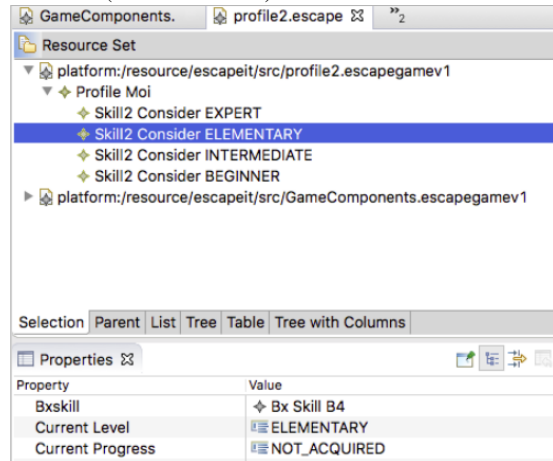 GameComponents. profile2.escape »2
Resource Set
platform:/resource/escapeit/src/profile2.escapegamev1
Profile Moi
Skill2 Consider EXPERT
Skill2 Consider ELEMENTARY
Skill2 Consider INTERMEDIATE
Skill2 Consider BEGINNER
platform:/resource/escapeit/src/GameComponents.escapegamev1
Selection Parent List Tree Table Tree with Columns
Properties
Property Value
Bxskill Bx Skill B4
Current Level ELEMENTARY
Current Progress NOT_ACQUIRED